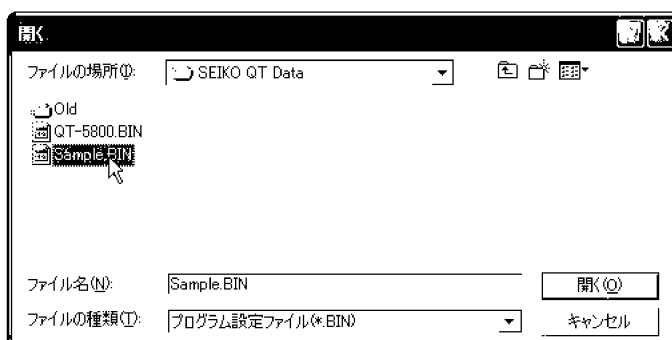 開く
ファイルの場所(I): SEIKO QT Data
Old
QT-5800.BIN
Sample.BIN
ファイル名(N): Sample.BIN 開く(O)
ファイルの種類(T): プログラム設定ファイル(*.BIN) キャンセル